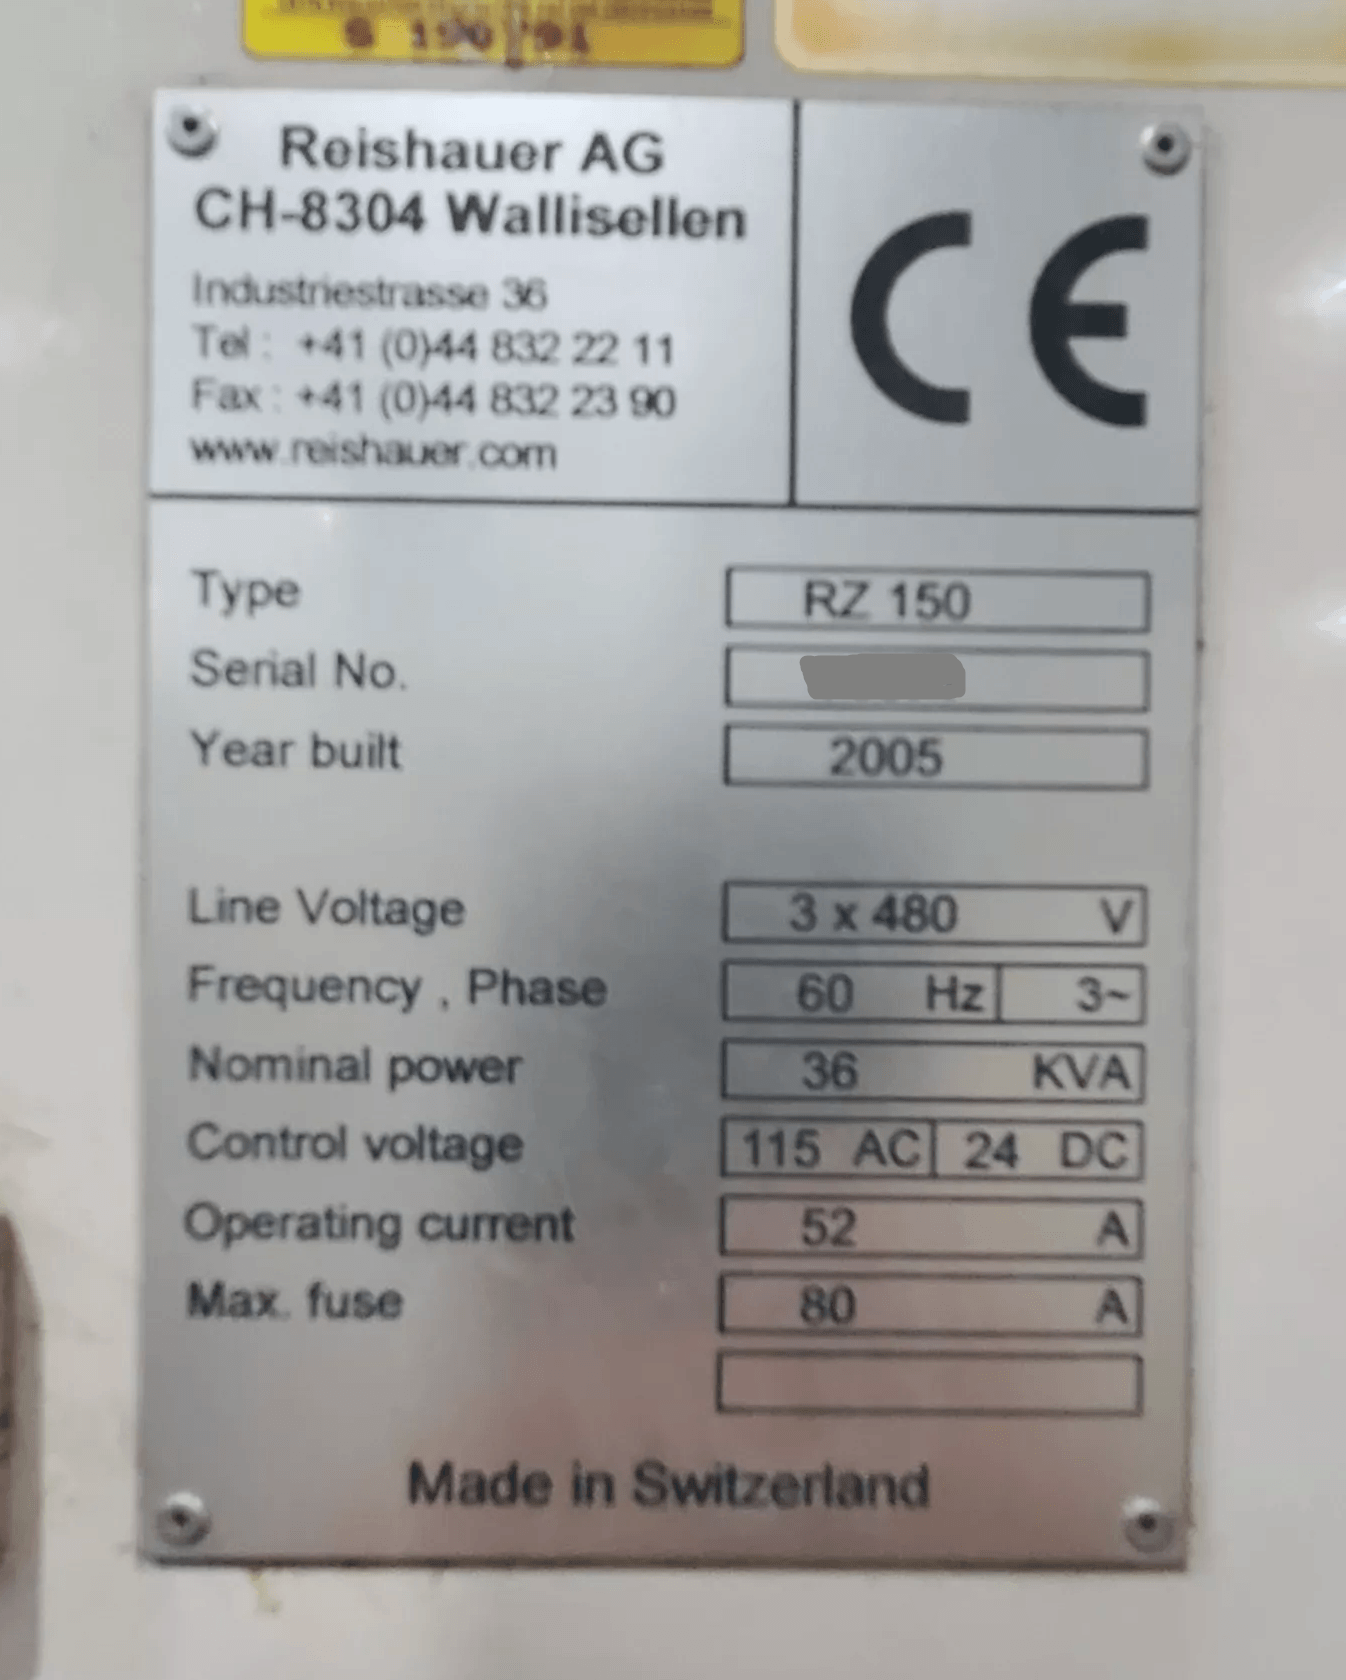 Reishauer AG
CH-8304 Wallisellen
Industriestrasse 36
Tel : +41 (0)44 832 22 11
Fax : +41 (0)44 832 23 90
www.reishauer.com
CE
Type RZ 150
Serial No.
Year built 2005
Line Voltage 3 x 480 V
Frequency , Phase 60 Hz 3~
Nominal power 36 KVA
Control voltage 115 AC 24 DC
Operating current 52 A
Max. fuse 80 A
Made in Switzerland